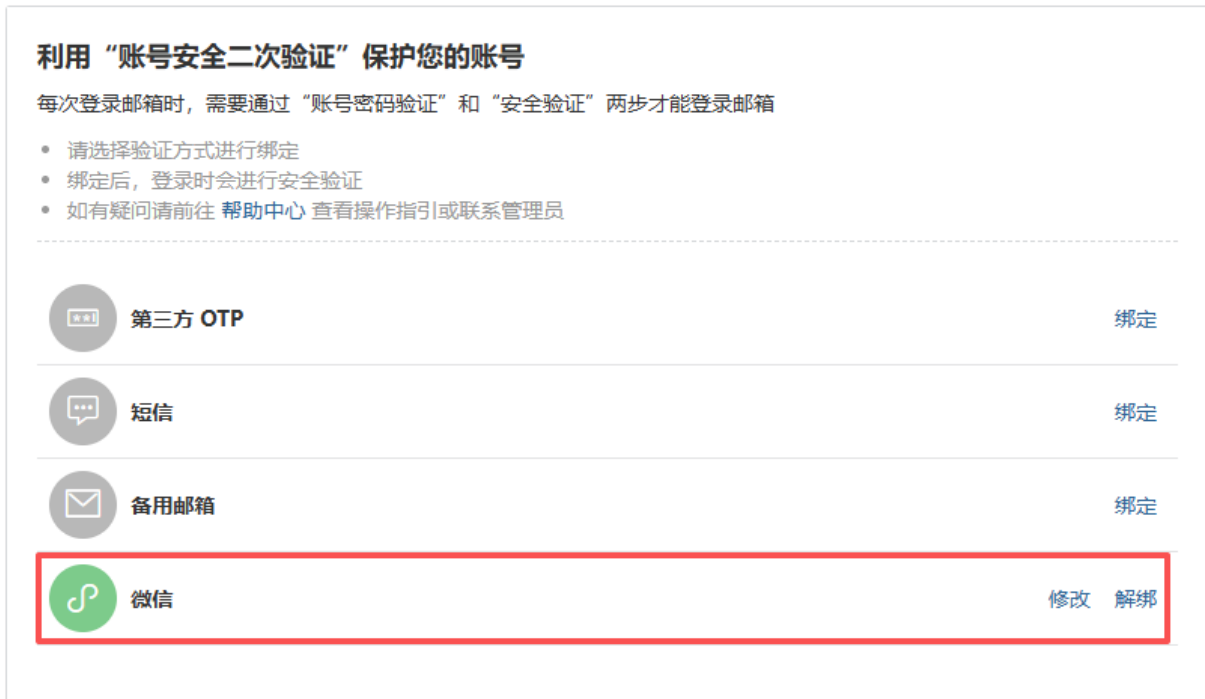 利用“账号安全二次验证”保护您的账号
每次登录邮箱时，需要通过“账号密码验证”和“安全验证”两步才能登录邮箱
• 请选择验证方式进行绑定
• 绑定后，登录时会进行安全验证
• 如有疑问请前往 帮助中心 查看操作指引或联系管理员
第三方 OTP 绑定
短信 绑定
备用邮箱 绑定
微信 修改 解绑